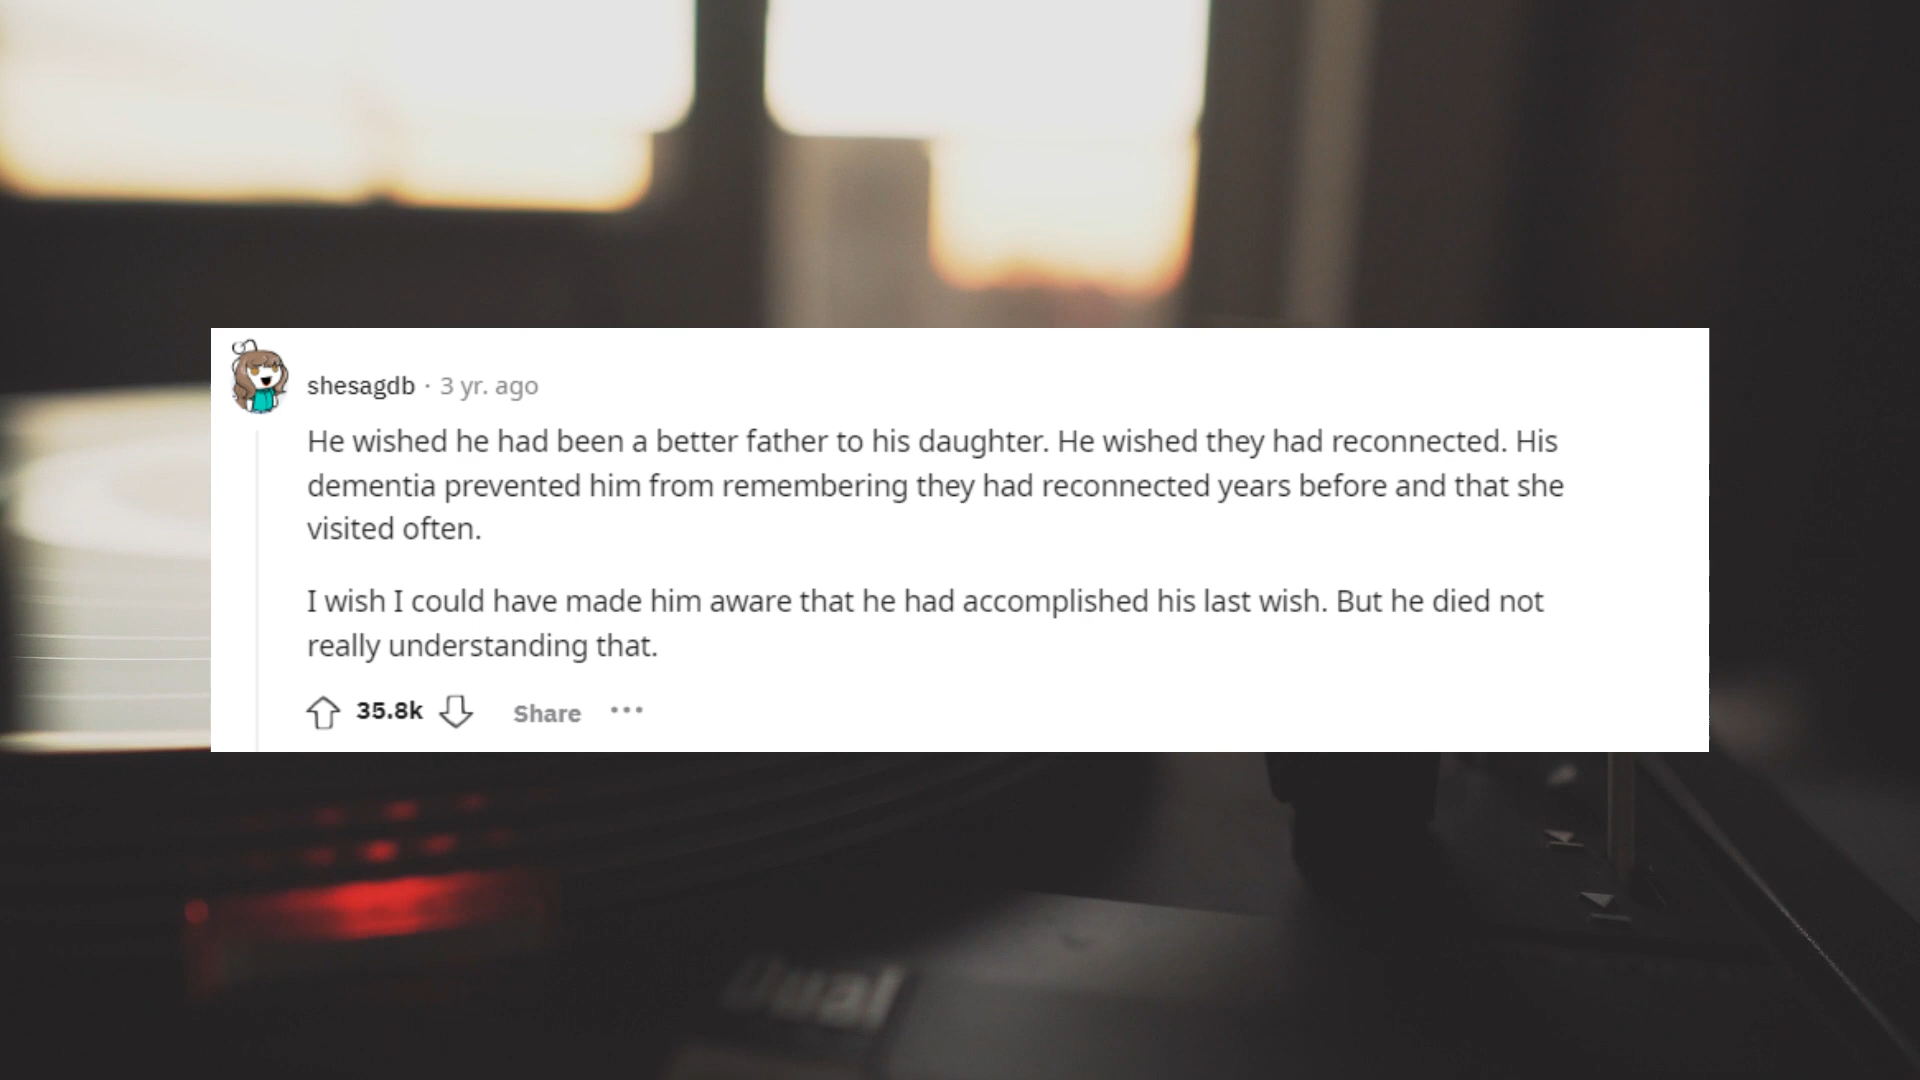 shesagdb · 3 yr. ago
He wished he had been a better father to his daughter. He wished they had reconnected. His
dementia prevented him from remembering they had reconnected years before and that she
visited often.
I wish I could have made him aware that he had accomplished his last wish. But he died not
really understanding that.
35.8k Share ···
Dual